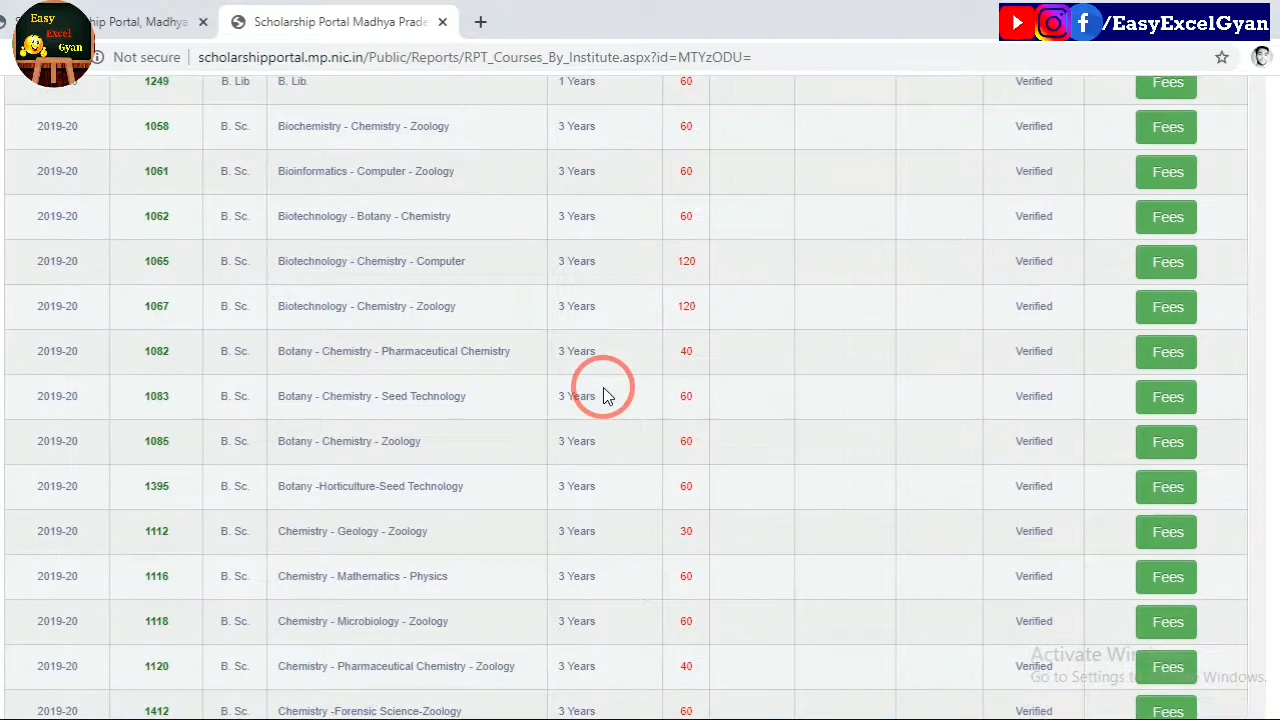 Easy
Excel
Gyan
hip Portal, Madhya
Scholarship Portal Madhya Prade
/EasyExcelGyan
Not secure
scholarshipportal.mp.nic.in/Public/Reports/RPT_Courses_By_Institute.aspx?id=MTYzODU=
1249 B. Lib B. Lib. 1 Years 60 Verified Fees
2019-20 1058 B. Sc. Biochemistry - Chemistry - Zoology 3 Years 60 Verified Fees
2019-20 1061 B. Sc. Bioinformatics - Computer - Zoology 3 Years 60 Verified Fees
2019-20 1062 B. Sc. Biotechnology - Botany - Chemistry 3 Years 60 Verified Fees
2019-20 1065 B. Sc. Biotechnology - Chemistry - Computer 3 Years 120 Verified Fees
2019-20 1067 B. Sc. Biotechnology - Chemistry - Zoology 3 Years 120 Verified Fees
2019-20 1082 B. Sc. Botany - Chemistry - Pharmaceutical Chemistry 3 Years 40 Verified Fees
2019-20 1083 B. Sc. Botany - Chemistry - Seed Technology 3 Years 60 Verified Fees
2019-20 1085 B. Sc. Botany - Chemistry - Zoology 3 Years 60 Verified Fees
2019-20 1395 B. Sc. Botany -Horticulture-Seed Technology 3 Years 60 Verified Fees
2019-20 1112 B. Sc. Chemistry - Geology - Zoology 3 Years 30 Verified Fees
2019-20 1116 B. Sc. Chemistry - Mathematics - Physics 3 Years 60 Verified Fees
2019-20 1118 B. Sc. Chemistry - Microbiology - Zoology 3 Years 60 Verified Fees
2019-20 1120 B. Sc. Chemistry - Pharmaceutical Chemistry - Zoology 3 Years 40 Verified Fees
2019-20 1412 B. Sc. Chemistry -Forensic Science-Zoology 3 Years 60 Verified Fees
Activate Win
Go to Settings to Windows.